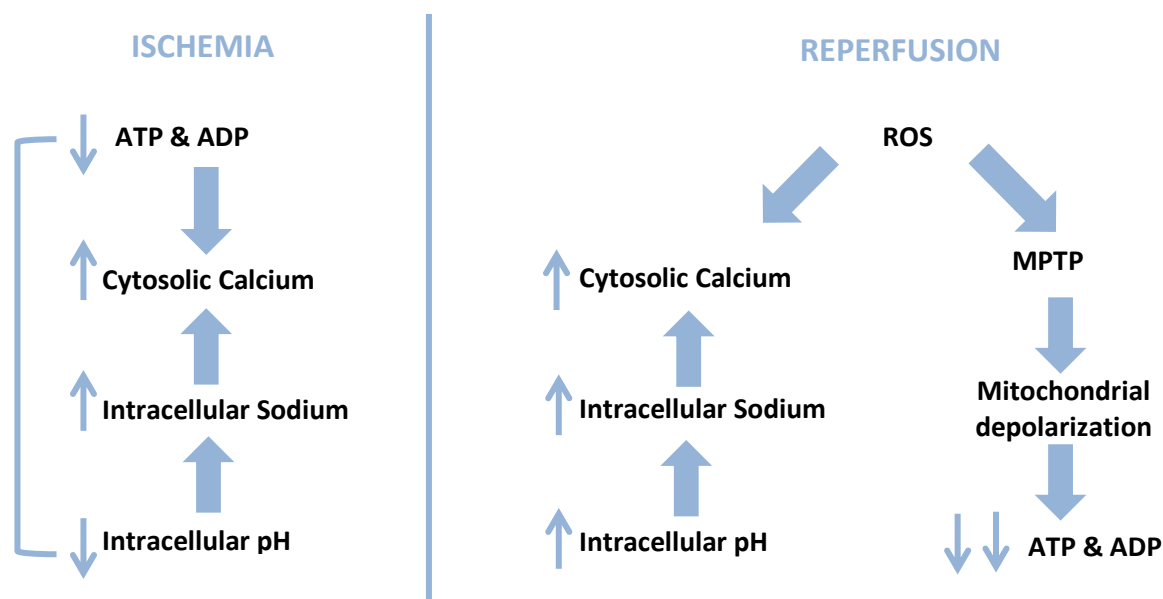 ISCHEMIA
ATP & ADP
Cytosolic Calcium
Intracellular Sodium
Intracellular pH
REPERFUSION
ROS
Cytosolic Calcium
Intracellular Sodium
Intracellular pH
MPTP
Mitochondrial
depolarization
ATP & ADP